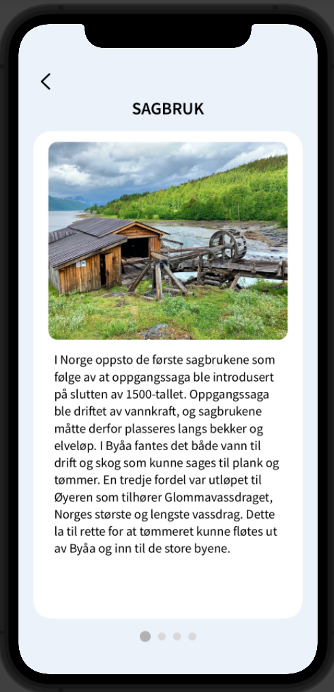 SAGBRUK
I Norge oppsto de første sagbrukene som
følge av at oppgangssaga ble introdusert
på slutten av 1500-tallet. Oppgangssaga
ble driftet av vannkraft, og sagbrukene
måtte derfor plasseres langs bekker og
elveløp. I Byåa fantes det både vann til
drift og skog som kunne sages til plank og
tømmer. En tredje fordel var utløpet til
Øyeren som tilhører Glommavassdraget,
Norges største og lengste vassdrag. Dette
la til rette for at tømmeret kunne fløtes ut
av Byåa og inn til de store byene.